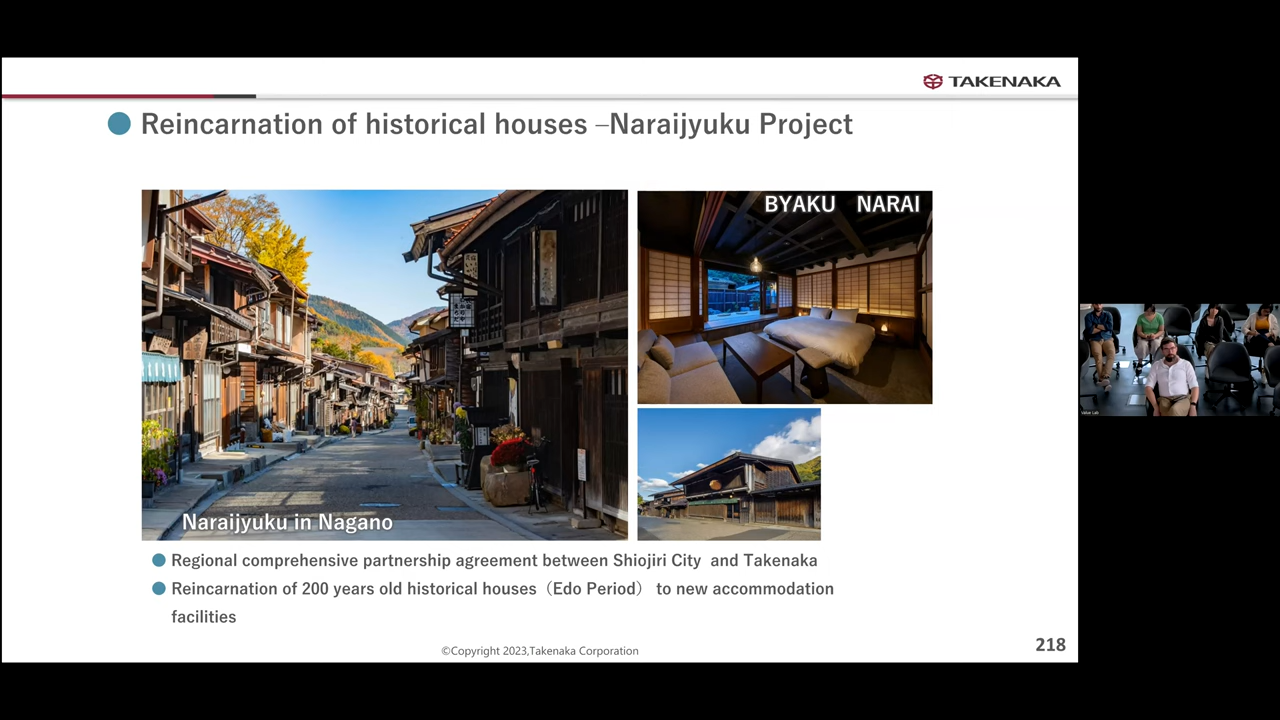 TAKENAKA
Reincarnation of historical houses –Naraijyuku Project
BYAKU NARAI
Naraijyuku in Nagano
Regional comprehensive partnership agreement between Shiojiri City and Takenaka
Reincarnation of 200 years old historical houses（Edo Period） to new accommodation
facilities
©Copyright 2023,Takenaka Corporation
218
Value Lab